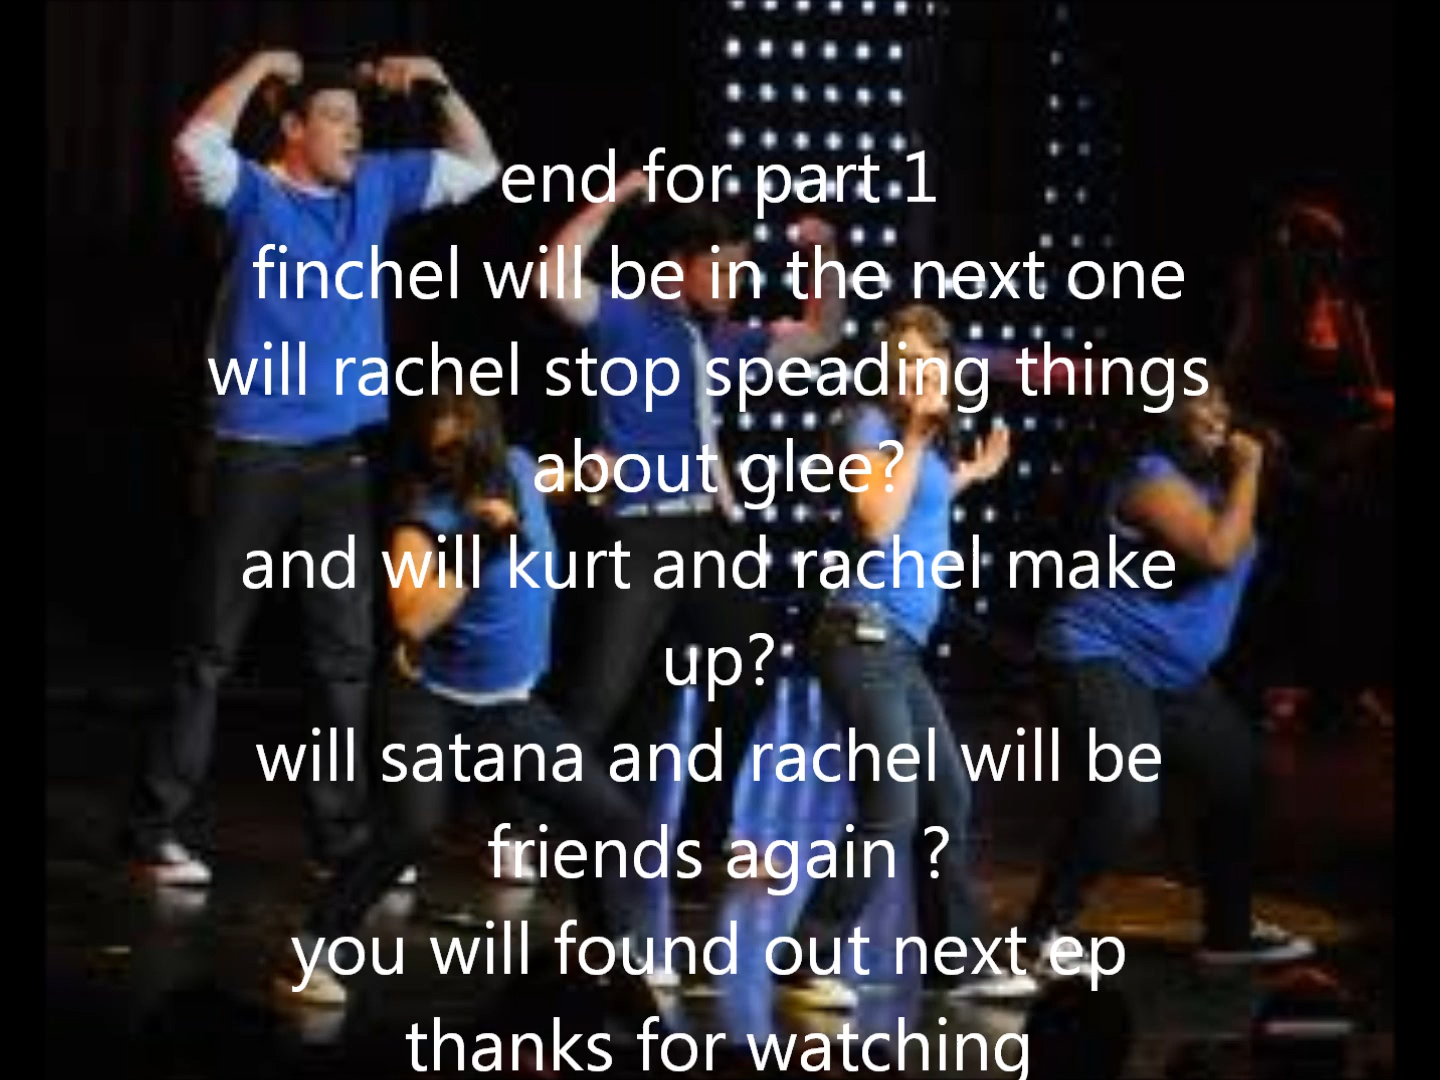 end for part 1
finchel will be in the next one
will rachel stop speading things
about glee?
and will kurt and rachel make
up?
will satana and rachel will be
friends again ?
you will found out next ep
thanks for watching